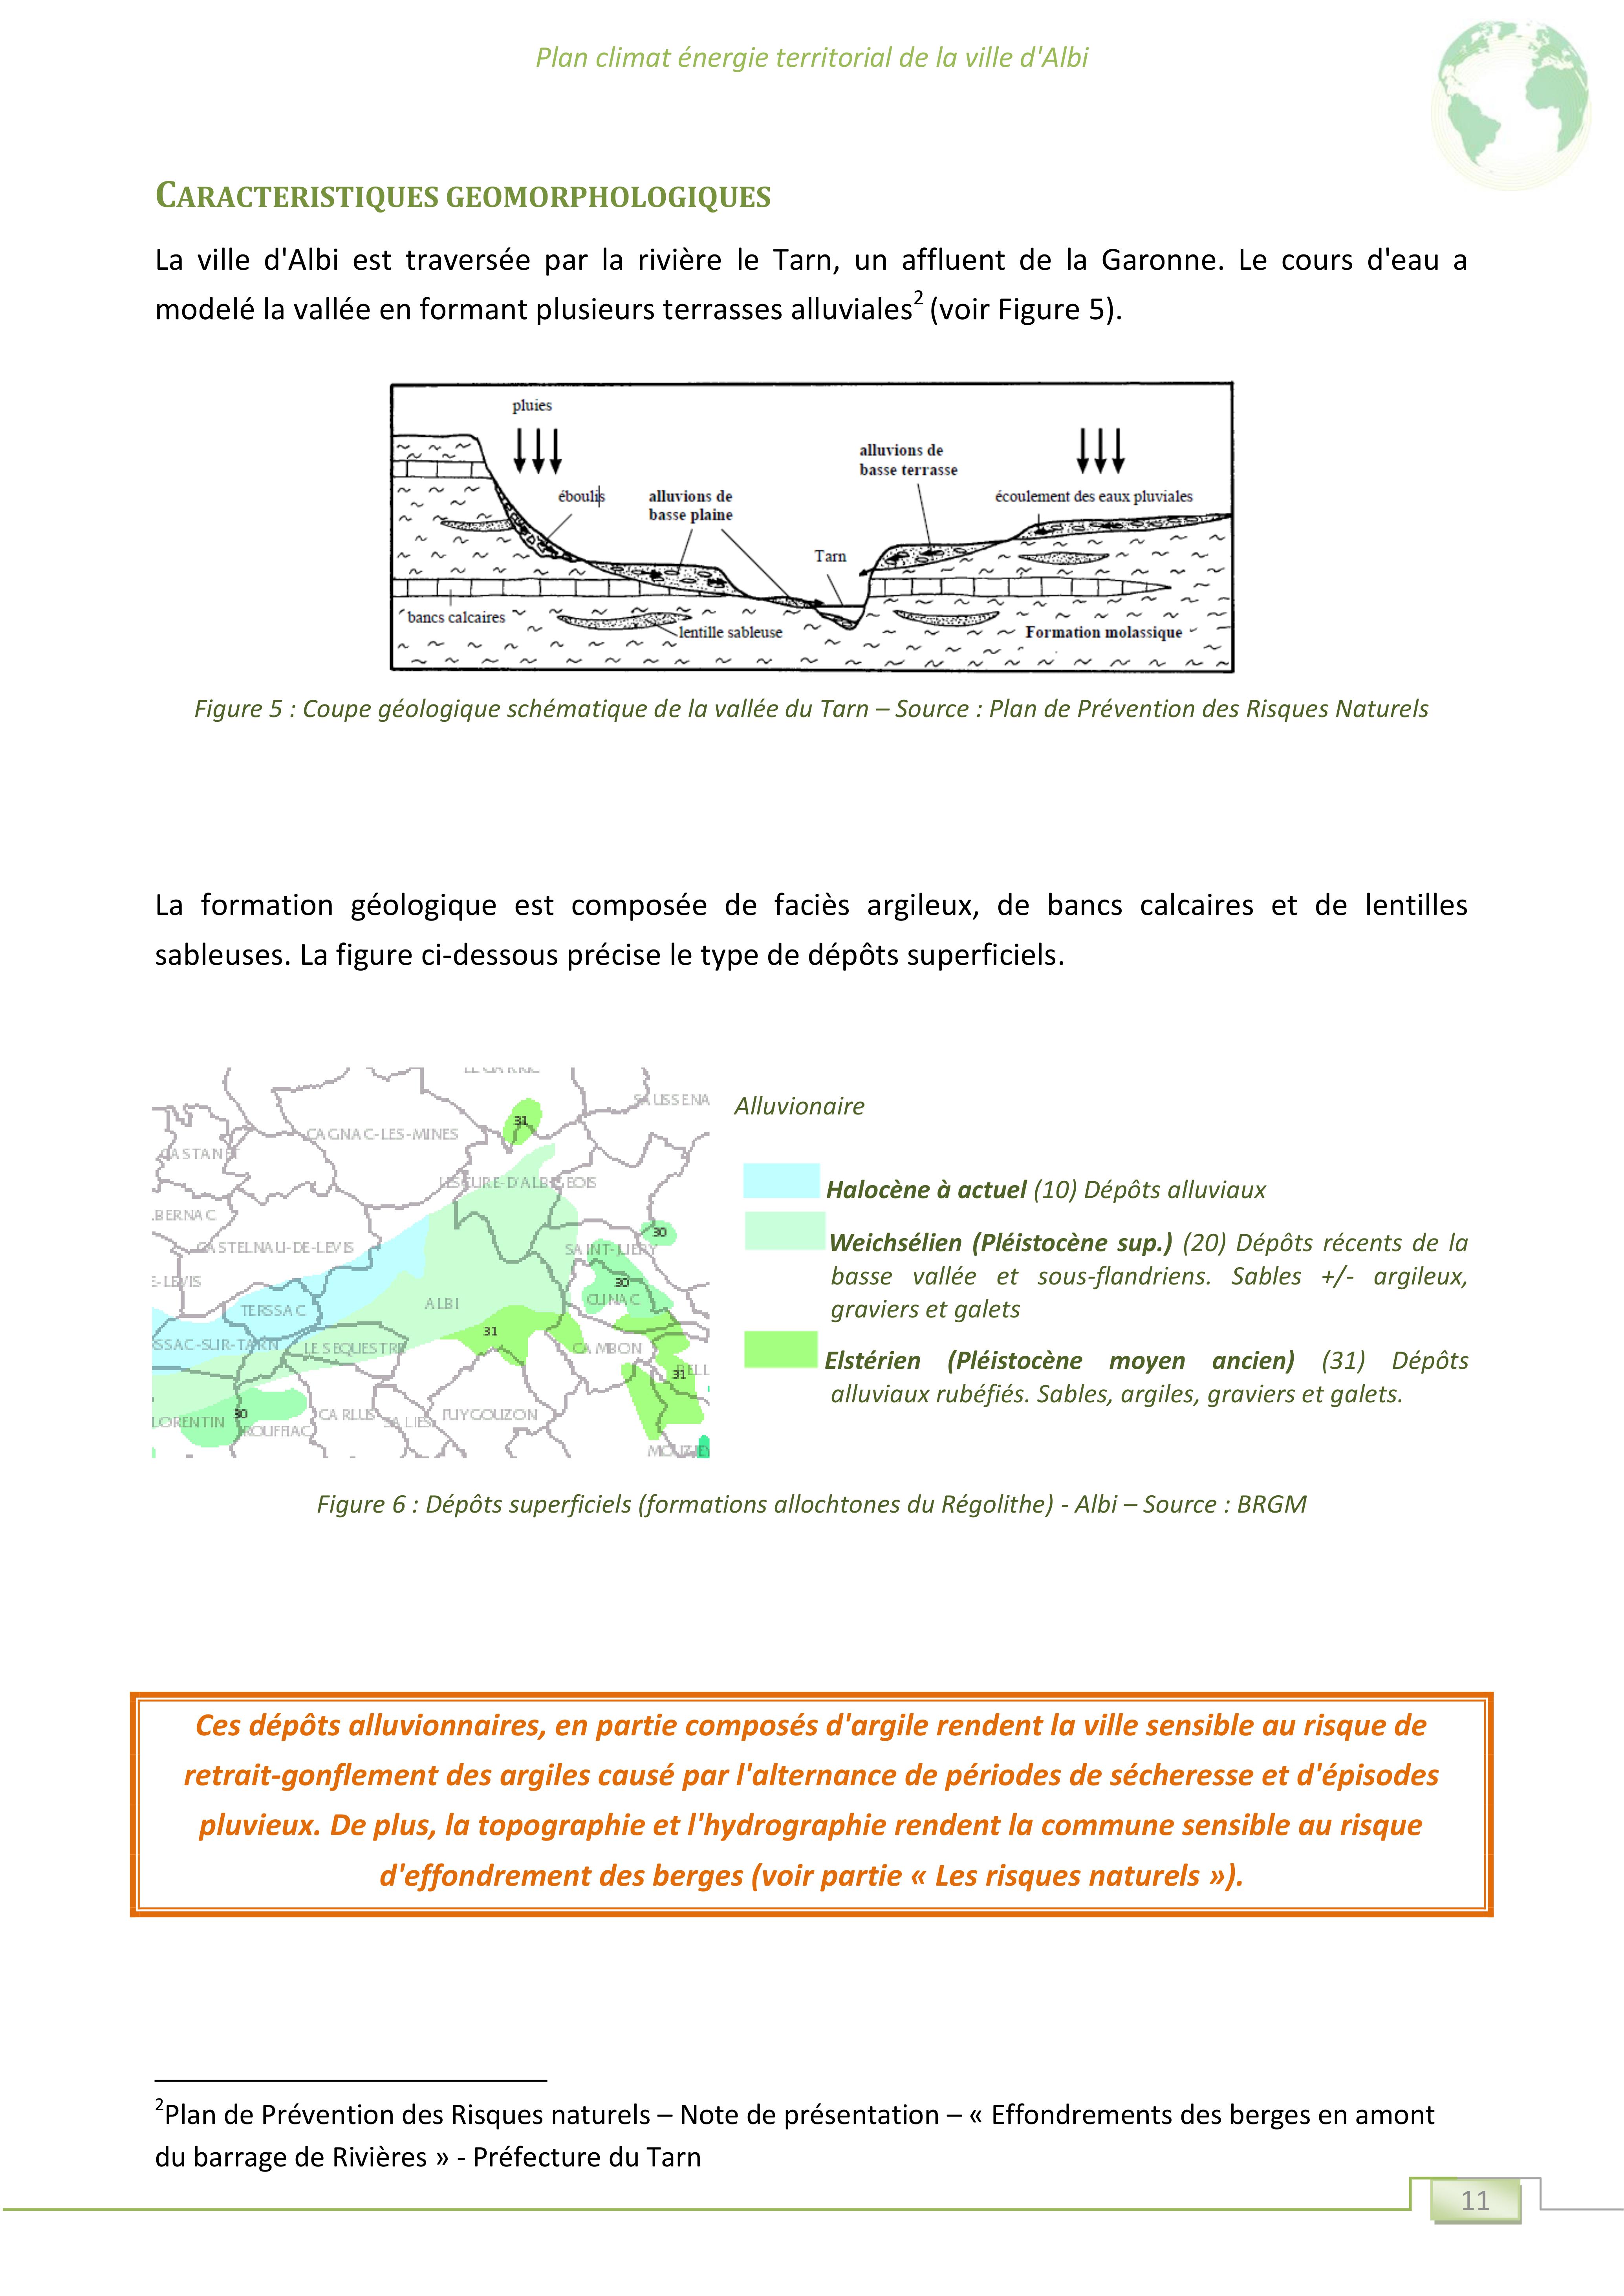 Plan climat énergie territorial de la ville d'Albi
CARACTERISTIQUES GEOMORPHOLOGIQUES
La ville d'Albi est traversée par la rivière le Tarn, un affluent de la Garonne. Le cours d'eau a
modelé la vallée en formant plusieurs terrasses alluviales2 (voir Figure 5).
pluies
alluvions de
basse terrasse
éboulis
alluvions de
basse plaine
écoulement des eaux pluviales
Tarn
bancs calcaires
lentille sableuse
Formation molassique
Figure 5 : Coupe géologique schématique de la vallée du Tarn – Source : Plan de Prévention des Risques Naturels
La formation géologique est composée de faciès argileux, de bancs calcaires et de lentilles
sableuses. La figure ci-dessous précise le type de dépôts superficiels.
SAUSSENA
31
CAGNAC-LES-MINES
CASTANET
LESCURE-D'ALBIGEOIS
BERNAC
30
CASTELNAU-DE-LEVIS
SAINT-JUERY
E-LEVIS
30
CUNAC
TERSSAC
ALBI
31
SSAC-SUR-TARN
LE SEQUESTRE
CAMBON
31
BELL
30
LORENTIN
ROUFFIAC
CARLUS
SALIES
PUYGOUZON
MOUZIE
Alluvionaire
Halocène à actuel (10) Dépôts alluviaux
Weichsélien (Pléistocène sup.) (20) Dépôts récents de la
basse vallée et sous-flandriens. Sables +/- argileux,
graviers et galets
Elstérien (Pléistocène moyen ancien) (31) Dépôts
alluviaux rubéfiés. Sables, argiles, graviers et galets.
Figure 6 : Dépôts superficiels (formations allochtones du Régolithe) - Albi – Source : BRGM
Ces dépôts alluvionnaires, en partie composés d'argile rendent la ville sensible au risque de
retrait-gonflement des argiles causé par l'alternance de périodes de sécheresse et d'épisodes
pluvieux. De plus, la topographie et l'hydrographie rendent la commune sensible au risque
d'effondrement des berges (voir partie « Les risques naturels »).
2Plan de Prévention des Risques naturels – Note de présentation – « Effondrements des berges en amont
du barrage de Rivières » - Préfecture du Tarn
11